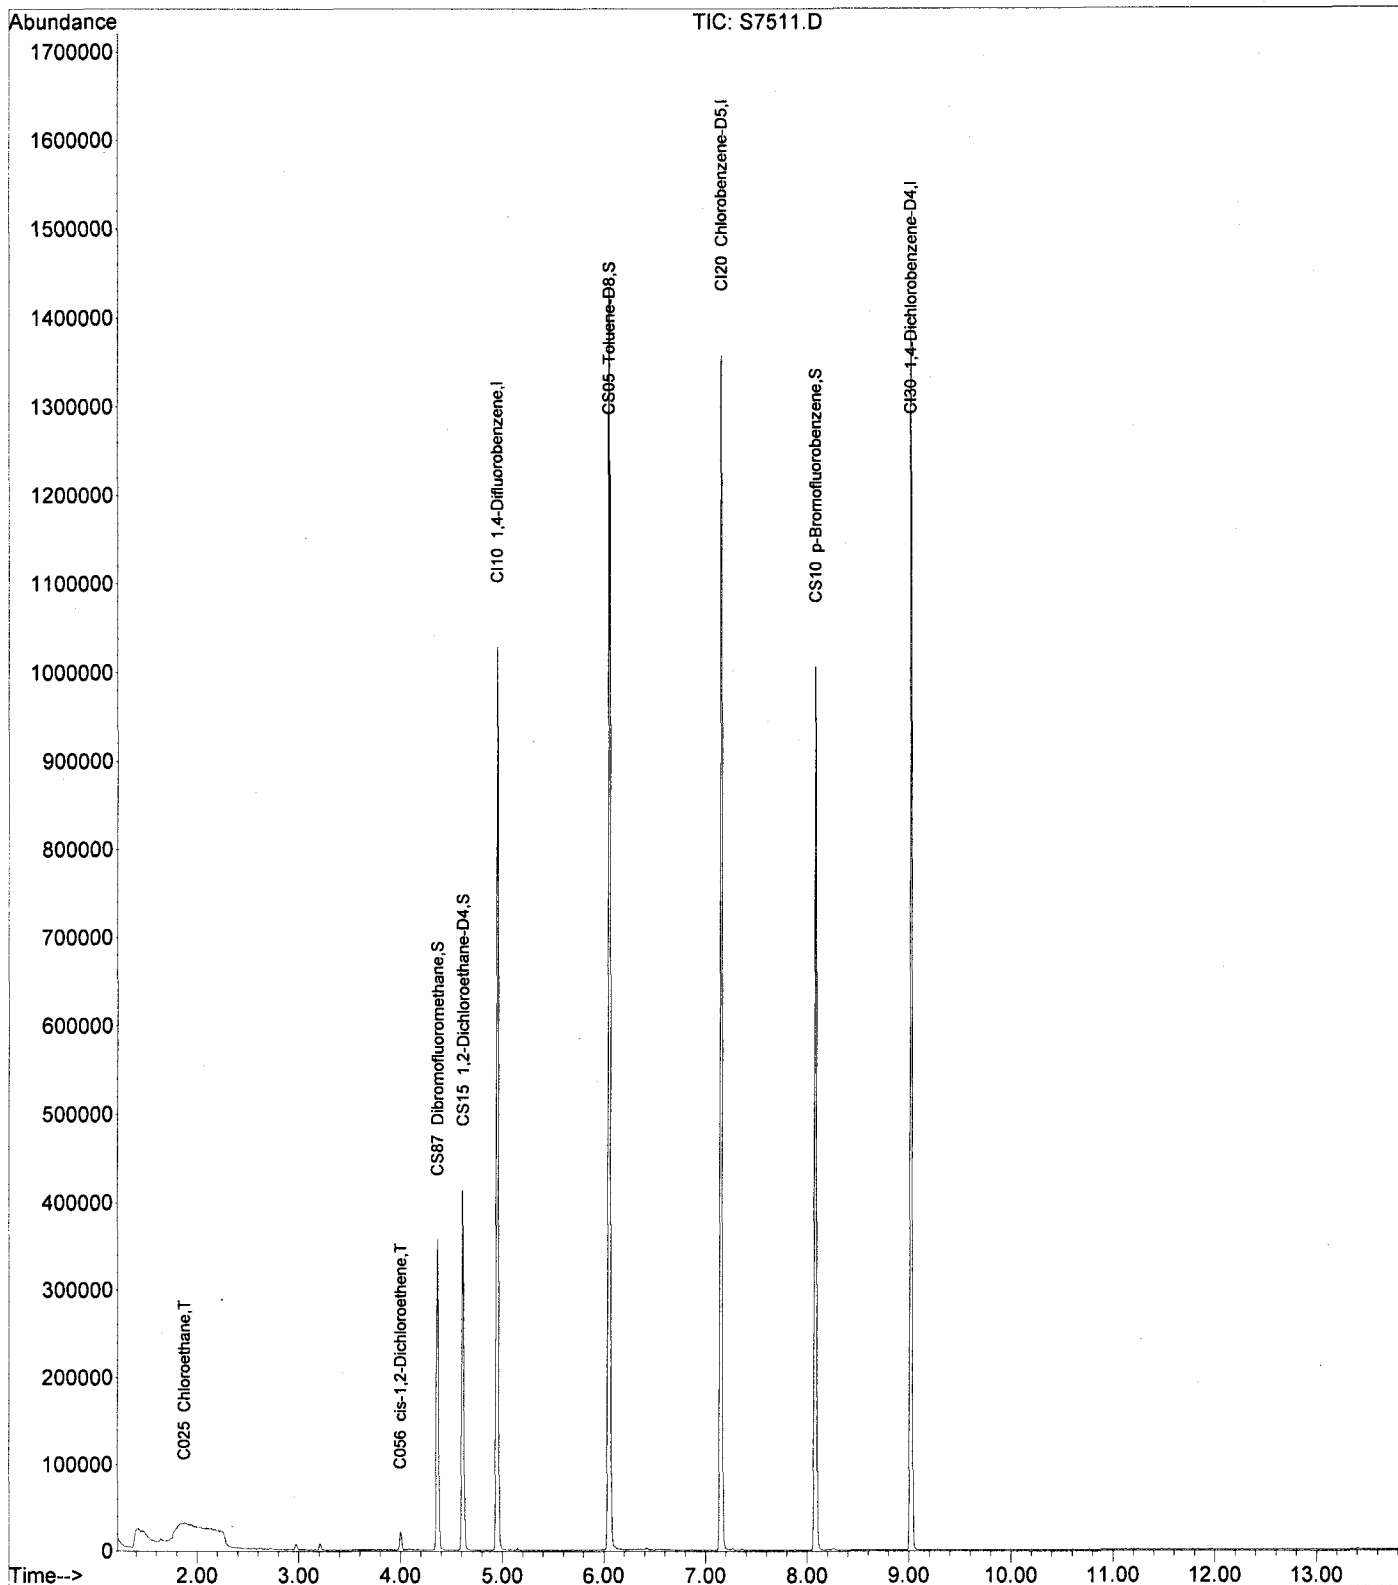 Abundance
TIC: S7511.D
1700000
1600000
1500000
1400000
1300000
1200000
1100000
1000000
900000
800000
700000
600000
500000
400000
300000
200000
100000
0
C025 Chloroethane,T
C056 cis-1,2-Dichloroethene,T
CS87 Dibromofluoromethane,S
CS15 1,2-Dichloroethane-D4,S
CI10 1,4-Difluorobenzene,I
CS05 Toluene-D8,S
CI20 Chlorobenzene-D5,I
CS10 p-Bromofluorobenzene,S
CI30 1,4-Dichlorobenzene-D4,I
Time-->
2.00 3.00 4.00 5.00 6.00 7.00 8.00 9.00 10.00 11.00 12.00 13.00